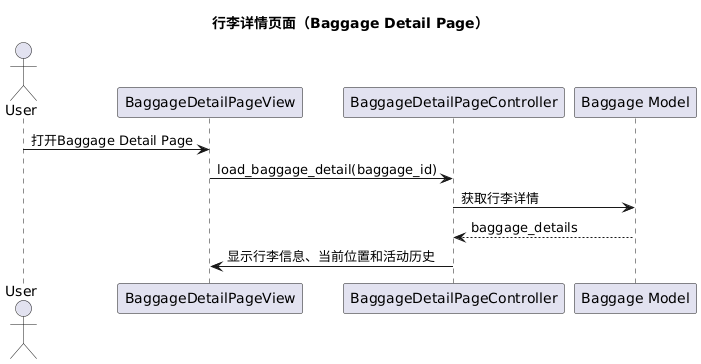 行李详情页面（Baggage Detail Page）
User
BaggageDetailPageView
BaggageDetailPageController
Baggage Model
打开Baggage Detail Page
load_baggage_detail(baggage_id)
获取行李详情
baggage_details
显示行李信息、当前位置和活动历史
User
BaggageDetailPageView
BaggageDetailPageController
Baggage Model